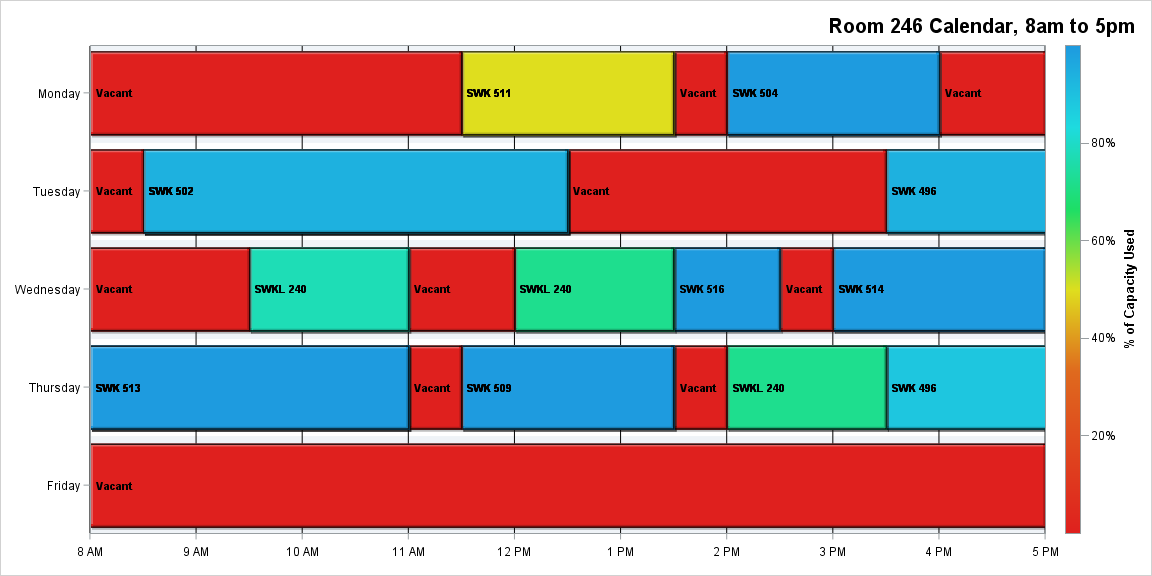 Room 246 Calendar, 8am to 5pm
Monday
Vacant
SWK 511
Vacant
SWK 504
Vacant
Tuesday
Vacant
SWK 502
Vacant
SWK 496
Wednesday
Vacant
SWKL 240
Vacant
SWKL 240
SWK 516
Vacant
SWK 514
Thursday
SWK 513
Vacant
SWK 509
Vacant
SWKL 240
SWK 496
Friday
Vacant
8 AM
9 AM
10 AM
11 AM
12 PM
1 PM
2 PM
3 PM
4 PM
5 PM
80%
60%
40%
20%
% of Capacity Used